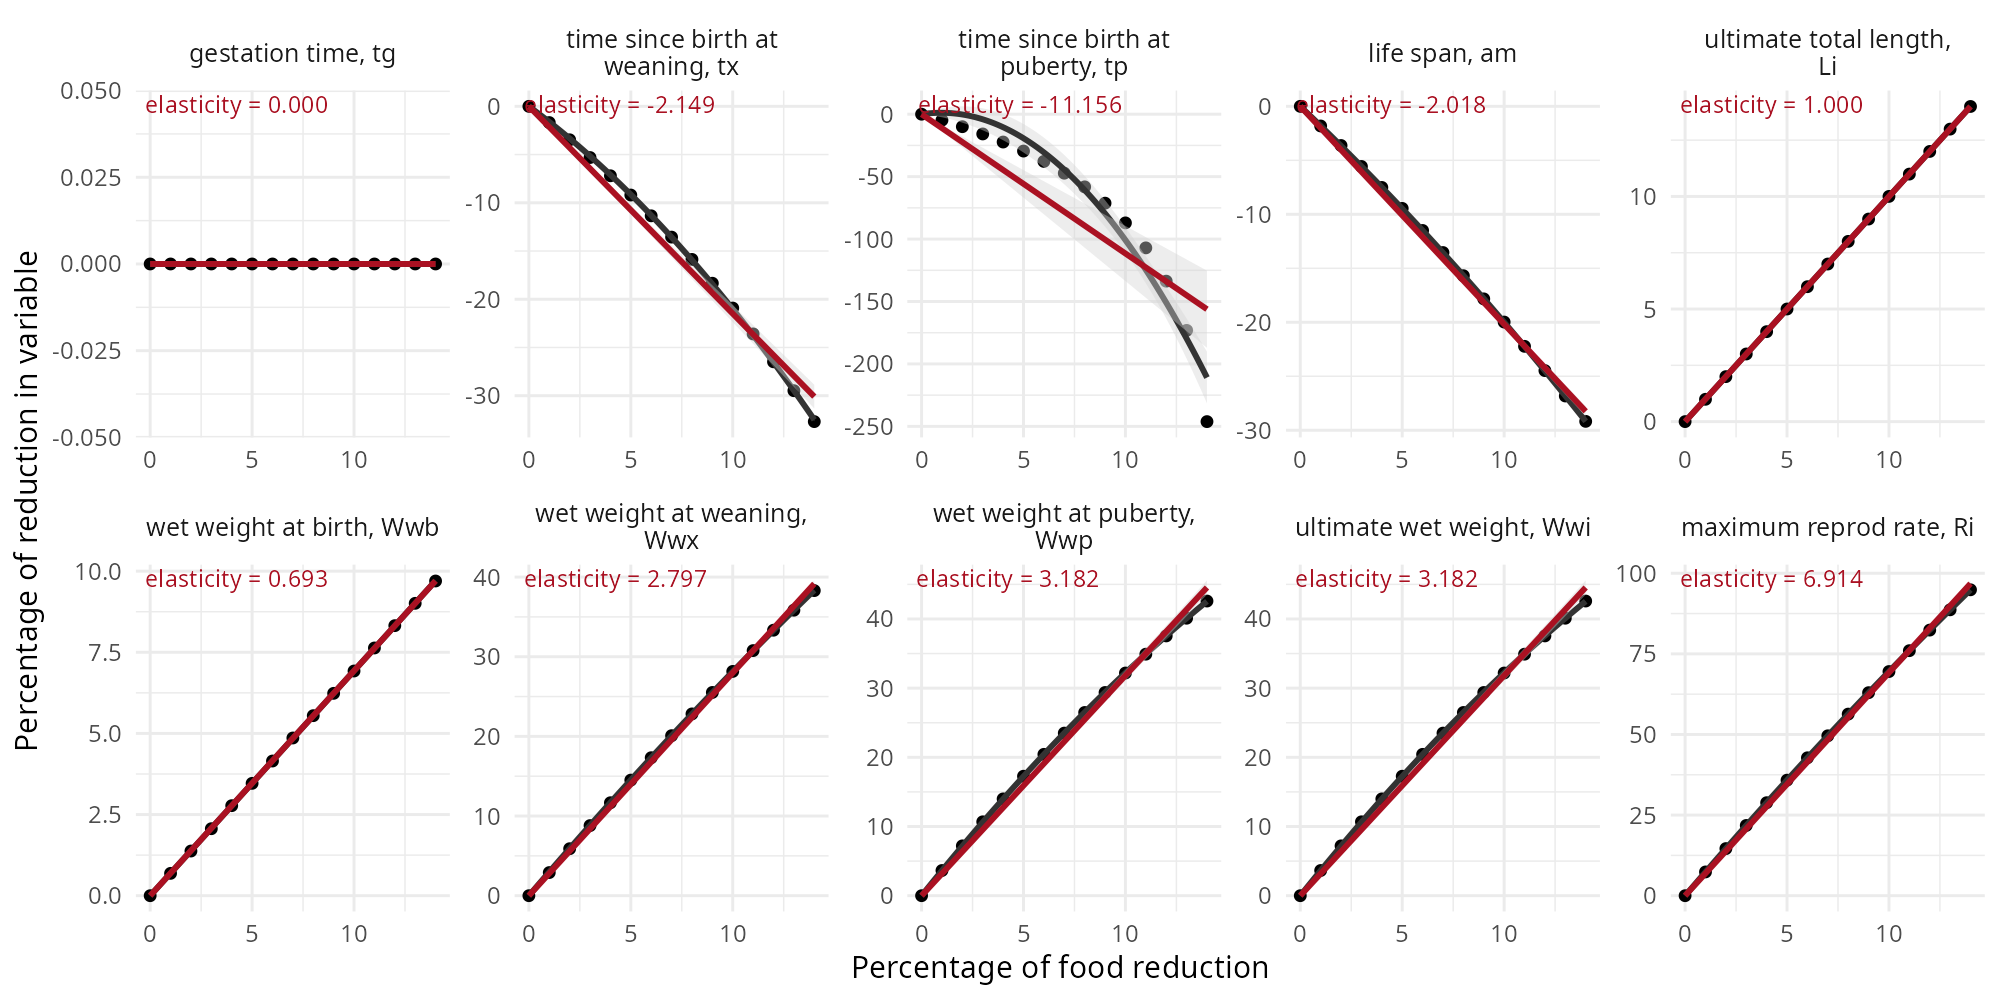 gestation time, tg
time since birth at
weaning, tx
time since birth at
puberty, tp
life span, am
ultimate total length,
Li
elasticity = 0.000
elasticity = -2.149
elasticity = -11.156
elasticity = -2.018
elasticity = 1.000
0.050
0.025
0.000
-0.025
-0.050
0
5
10
0
-10
-20
-30
0
5
10
0
-50
-100
-150
-200
-250
0
5
10
0
-10
-20
-30
0
5
10
10
5
0
0
5
10
Percentage of reduction in variable
wet weight at birth, Wwb
wet weight at weaning,
Wwx
wet weight at puberty,
Wwp
ultimate wet weight, Wwi
maximum reprod rate, Ri
elasticity = 0.693
elasticity = 2.797
elasticity = 3.182
elasticity = 3.182
elasticity = 6.914
10.0
7.5
5.0
2.5
0.0
0
5
10
40
30
20
10
0
0
5
10
40
30
20
10
0
0
5
10
40
30
20
10
0
0
5
10
100
75
50
25
0
0
5
10
Percentage of food reduction